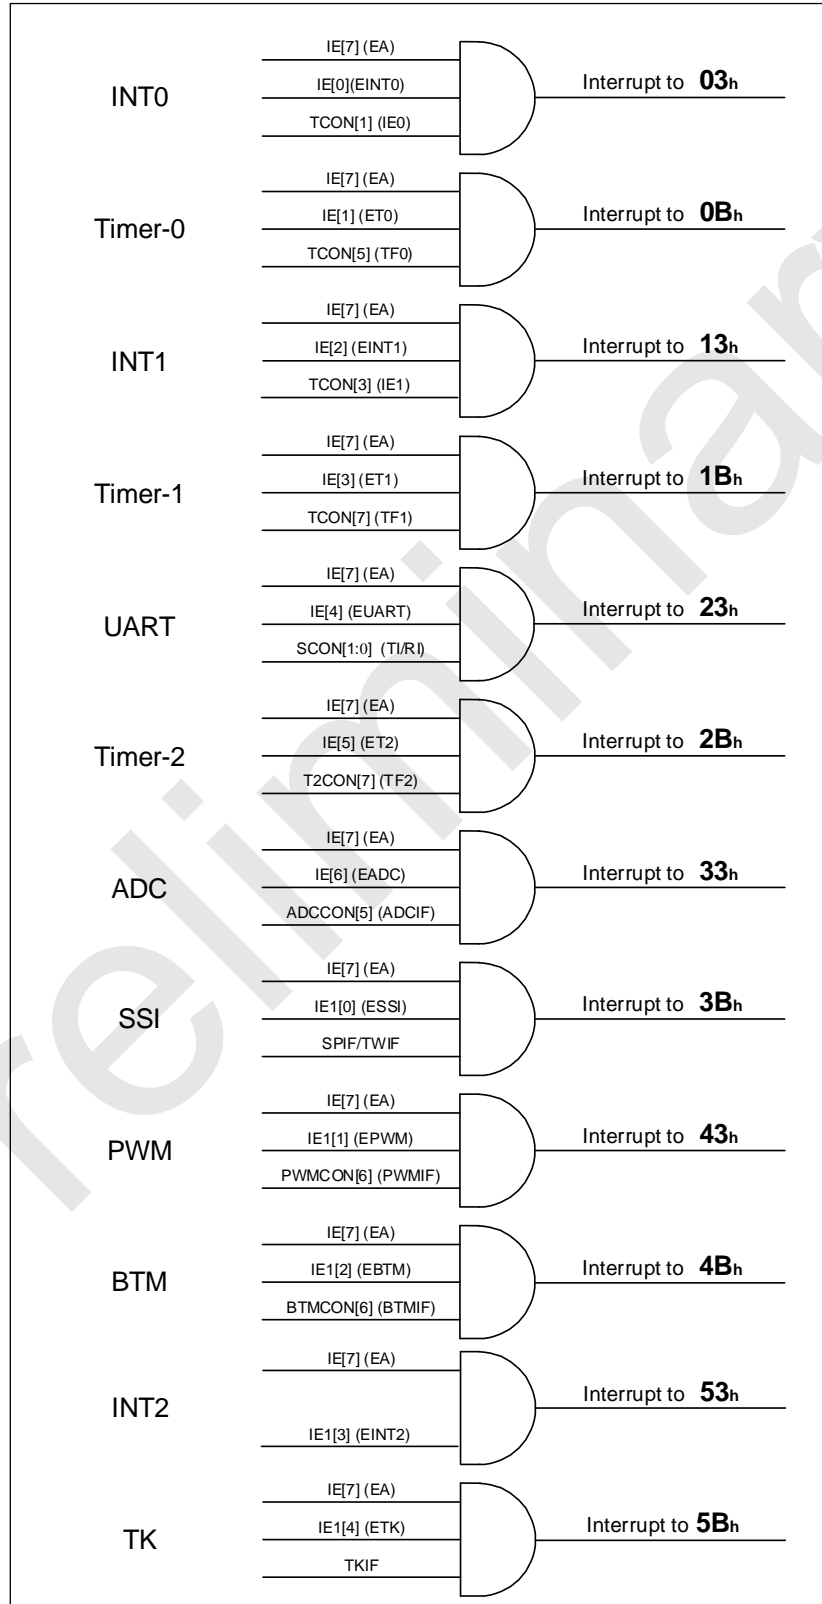 IE[7] (EA)
INT0 IE[0](EINT0) Interrupt to 03h
TCON[1] (IE0)
IE[7] (EA)
Timer-0 IE[1] (ET0) Interrupt to 0Bh
TCON[5] (TF0)
IE[7] (EA)
INT1 IE[2] (EINT1) Interrupt to 13h
TCON[3] (IE1)
IE[7] (EA)
Timer-1 IE[3] (ET1) Interrupt to 1Bh
TCON[7] (TF1)
IE[7] (EA)
UART IE[4] (EUART) Interrupt to 23h
SCON[1:0] (TI/RI)
IE[7] (EA)
Timer-2 IE[5] (ET2) Interrupt to 2Bh
T2CON[7] (TF2)
IE[7] (EA)
ADC IE[6] (EADC) Interrupt to 33h
ADCCON[5] (ADCIF)
IE[7] (EA)
SSI IE1[0] (ESSI) Interrupt to 3Bh
SPIF/TWIF
IE[7] (EA)
PWM IE1[1] (EPWM) Interrupt to 43h
PWMCON[6] (PWMIF)
IE[7] (EA)
BTM IE1[2] (EBTM) Interrupt to 4Bh
BTMCON[6] (BTMIF)
IE[7] (EA)
INT2 Interrupt to 53h
IE1[3] (EINT2)
IE[7] (EA)
TK IE1[4] (ETK) Interrupt to 5Bh
TKIF
reliminar